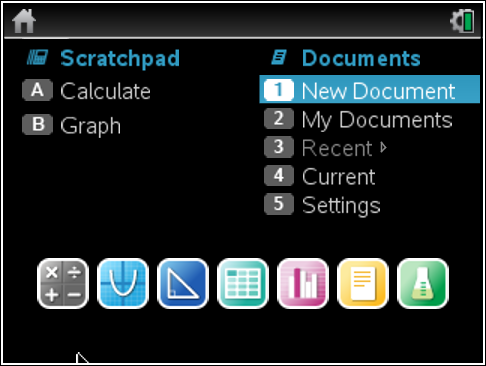 Scratchpad
A Calculate
B Graph
Documents
1 New Document
2 My Documents
3 Recent ▹
4 Current
5 Settings